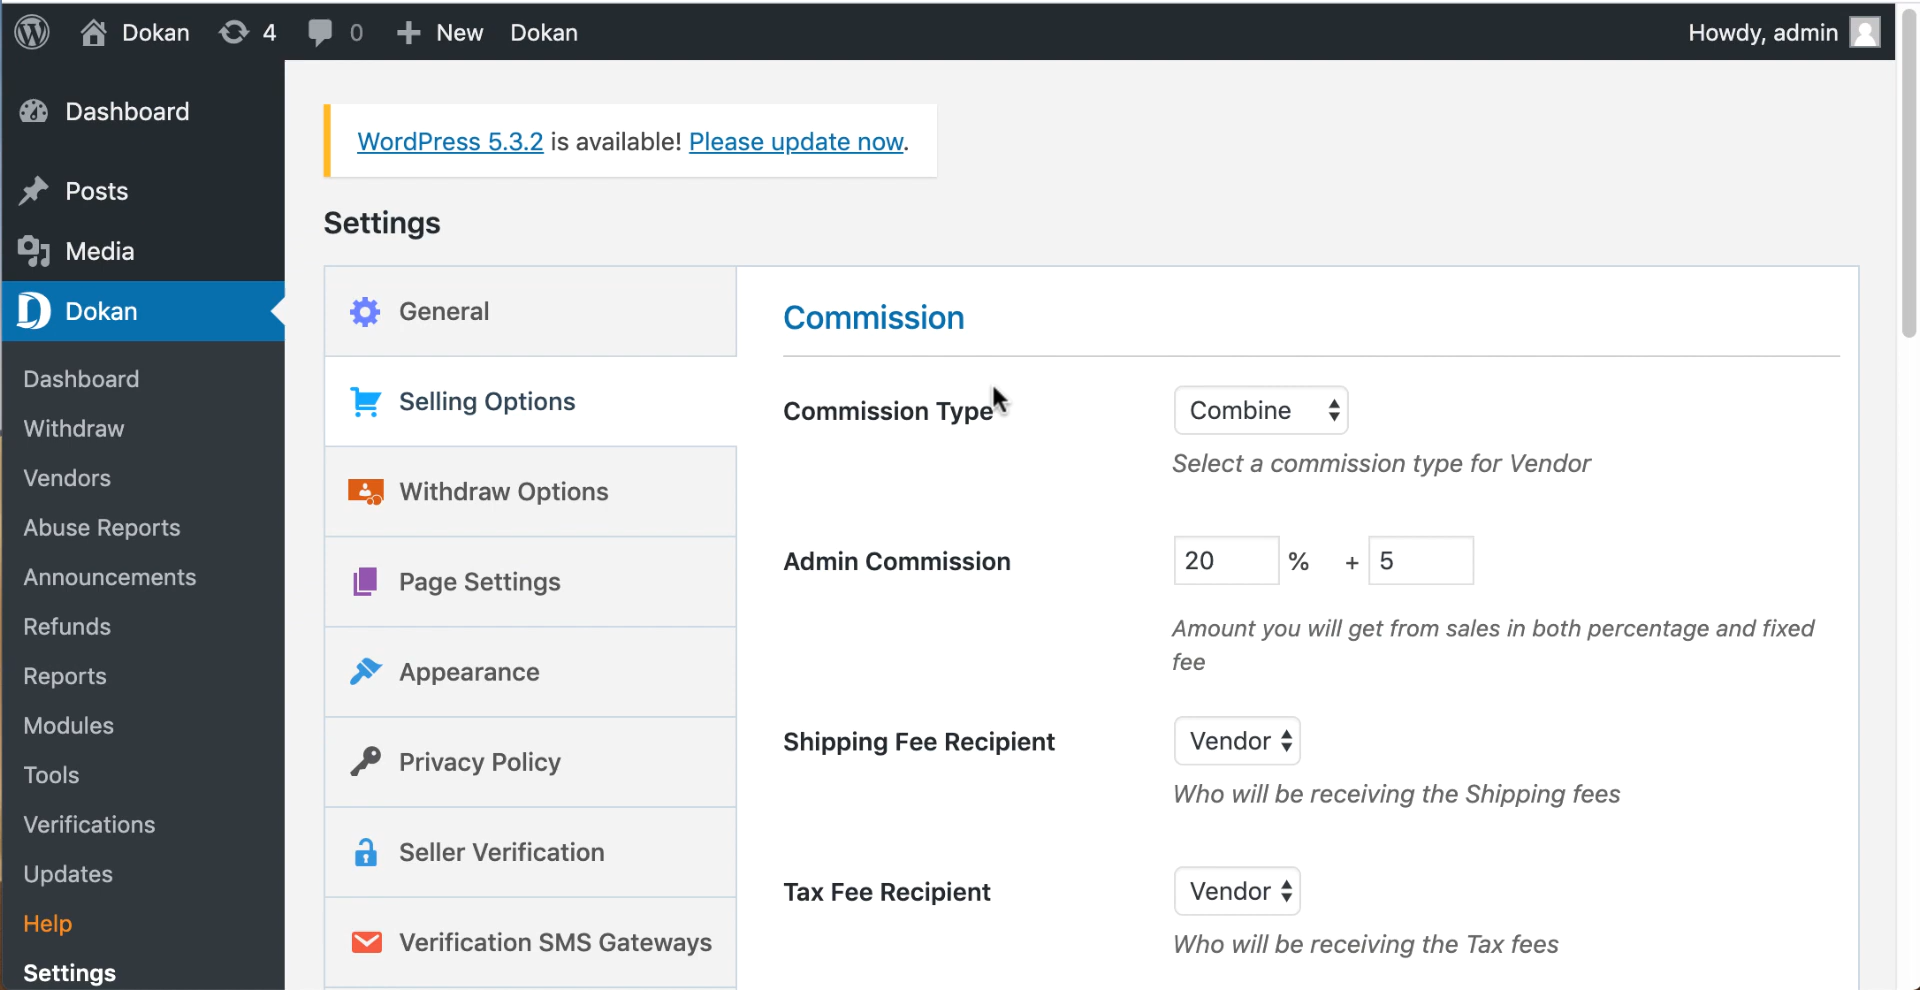 Dokan 4 0 New Dokan Howdy, admin
Dashboard
Posts
Media
Dokan
Dashboard
Withdraw
Vendors
Abuse Reports
Announcements
Refunds
Reports
Modules
Tools
Verifications
Updates
Help
Settings
WordPress 5.3.2 is available! Please update now.
Settings
General
Selling Options
Withdraw Options
Page Settings
Appearance
Privacy Policy
Seller Verification
Verification SMS Gateways
Commission
Commission Type Combine
Select a commission type for Vendor
Admin Commission 20 % + 5
Amount you will get from sales in both percentage and fixed
fee
Shipping Fee Recipient Vendor
Who will be receiving the Shipping fees
Tax Fee Recipient Vendor
Who will be receiving the Tax fees